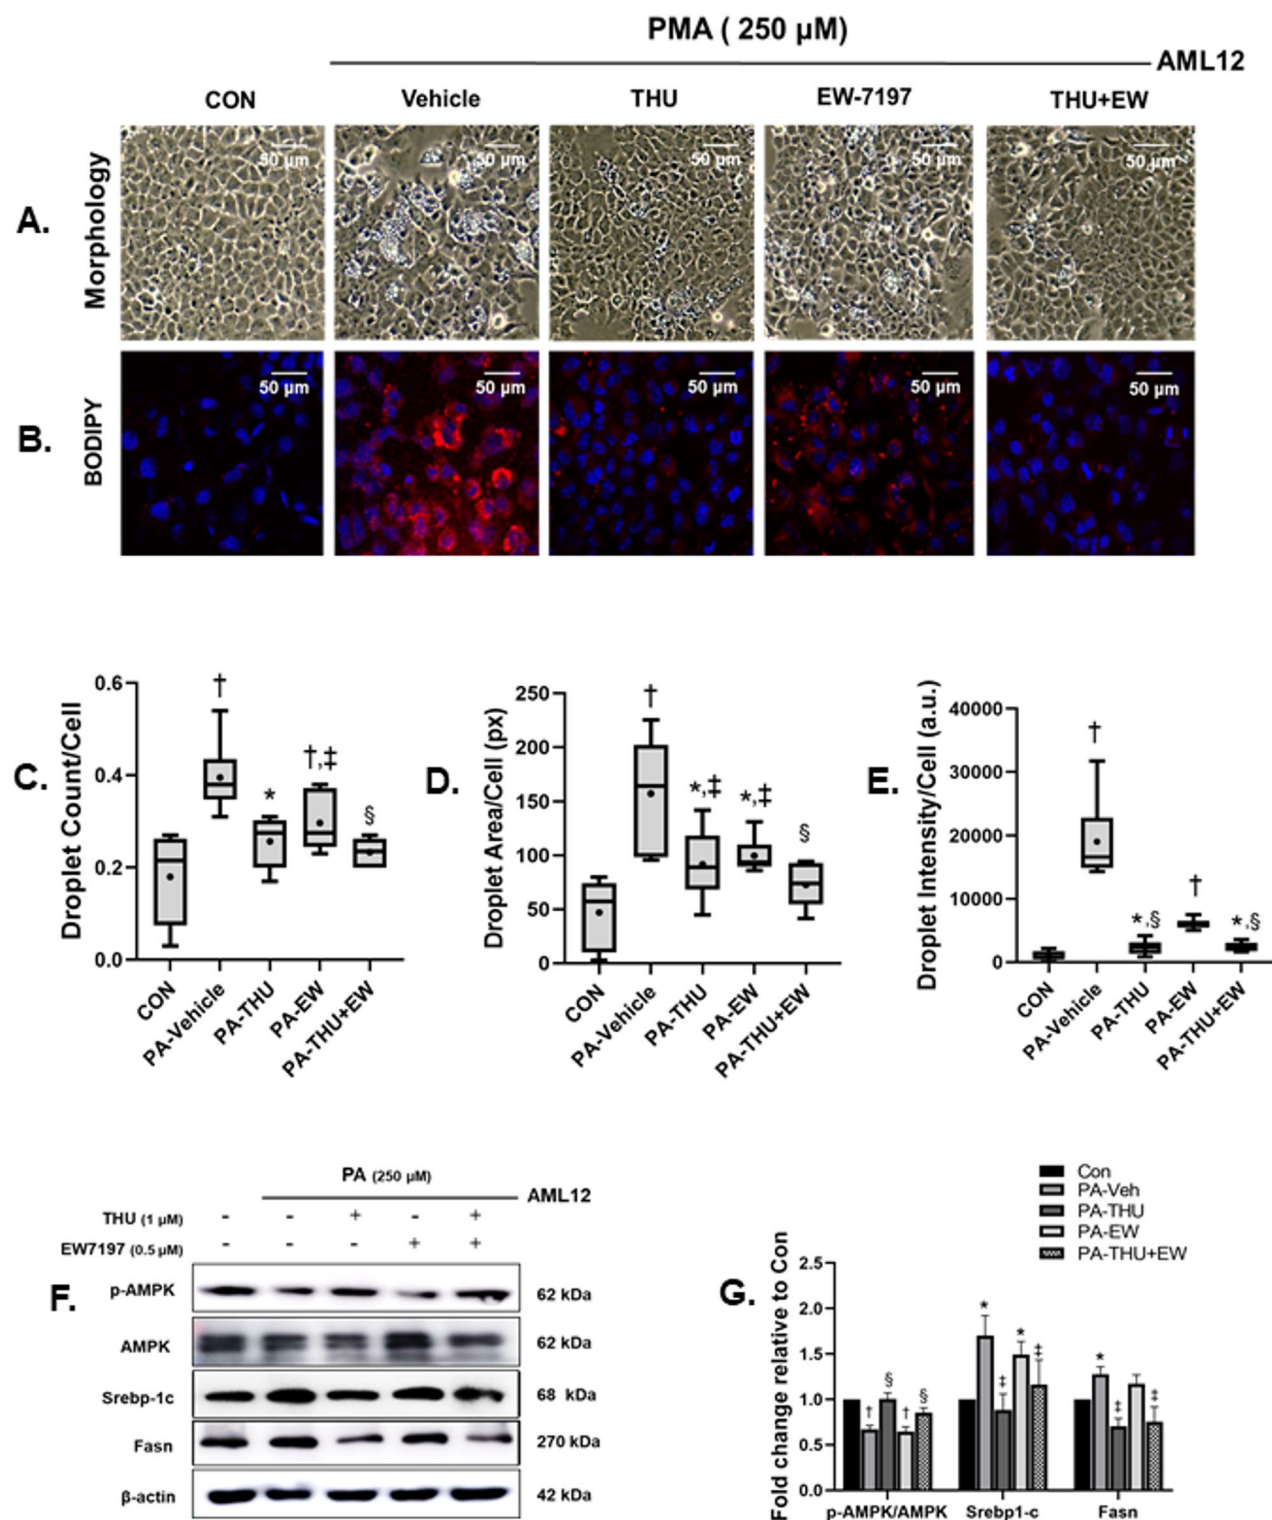 PMA ( 250 µM)
AML12
CON Vehicle THU EW-7197 THU+EW
A.
Morphology
50 µm 50 µm 50 µm 50 µm 50 µm
B.
BODIPY
50 µm 50 µm 50 µm 50 µm 50 µm
C.
Droplet Count/Cell
0.6
0.4
0.2
0.0
†
*
†,‡
§
CON PA-Vehicle PA-THU PA-EW PA-THU+EW
D.
Droplet Area/Cell (px)
250
200
150
100
50
0
†
*,‡
*,‡
§
CON PA-Vehicle PA-THU PA-EW PA-THU+EW
E.
Droplet Intensity/Cell (a.u.)
40000
30000
20000
10000
0
†
*,§
†
*,§
CON PA-Vehicle PA-THU PA-EW PA-THU+EW
F.
PA (250 µM)
AML12
THU (1 µM) - - + - +
EW7197 (0.5 µM) - - - + +
p-AMPK 62 kDa
AMPK 62 kDa
Srebp-1c 68 kDa
Fasn 270 kDa
β-actin 42 kDa
G.
Con
PA-Veh
PA-THU
PA-EW
PA-THU+EW
Fold change relative to Con
2.5
2.0
1.5
1.0
0.5
0.0
† § † §
* ‡ * ‡
* ‡ ‡
p-AMPK/AMPK Srebp1-c Fasn